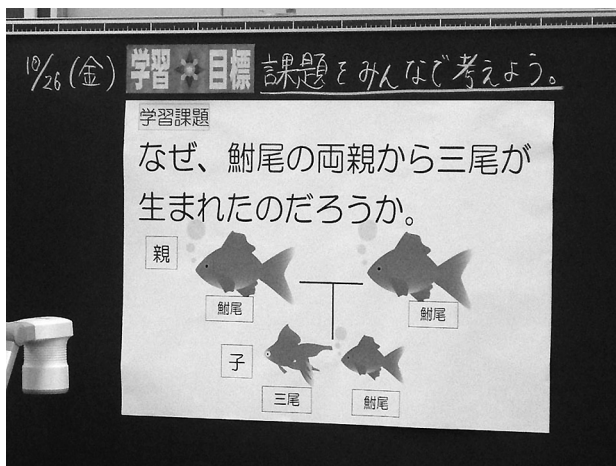 10/26(金) 学習目標 課題をみんなで考えよう。
学習課題
なぜ、鮒尾の両親から三尾が
生まれたのだろうか。
親
鮒尾
鮒尾
子
三尾
鮒尾